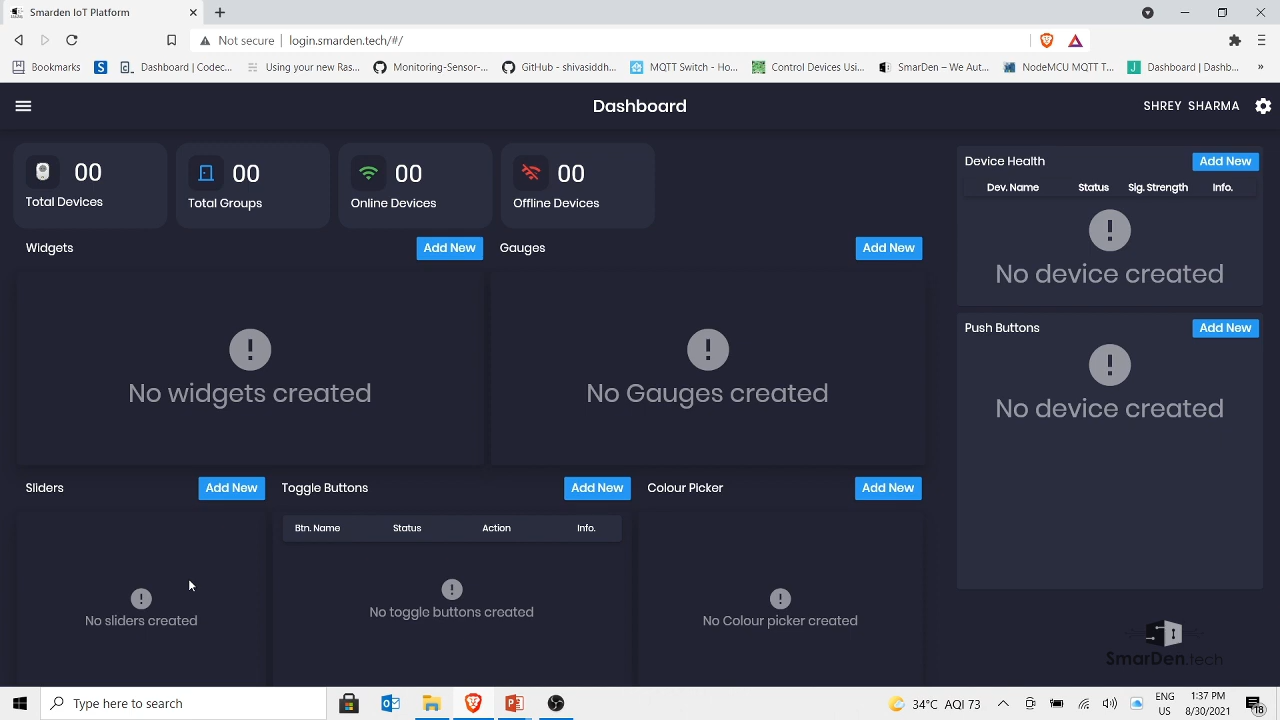 Smarden IoT Platform
Not secure login.smarden.tech/#/
Bookmarks S Dashboard | Codec... Using your new Ras... Monitoring-Sensor-... GitHub - shivasiddh... MQTT Switch - Ho... Control Devices Usi... SmarDen – We Aut... NodeMCU MQTT T... Dashboard | Dashb... »
Dashboard
SHREY SHARMA
00
Total Devices
00
Total Groups
00
Online Devices
00
Offline Devices
Device Health Add New
Dev. Name Status Sig. Strength Info.
No device created
Widgets Add New
No widgets created
Gauges Add New
No Gauges created
Push Buttons Add New
No device created
Sliders Add New
No sliders created
Toggle Buttons Add New
Btn. Name Status Action Info.
No toggle buttons created
Colour Picker Add New
No Colour picker created
SmarDen.tech
Type here to search
34°C AQI 73
ENG
US
1:37 PM
8/30/2021
18